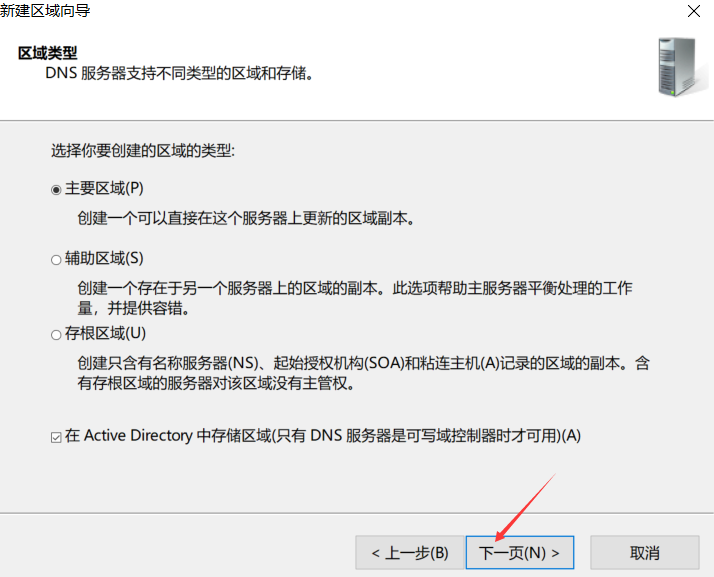 新建区域向导
区域类型
DNS 服务器支持不同类型的区域和存储。
选择你要创建的区域的类型:
主要区域(P)
创建一个可以直接在这个服务器上更新的区域副本。
辅助区域(S)
创建一个存在于另一个服务器上的区域的副本。此选项帮助主服务器平衡处理的工作
量，并提供容错。
存根区域(U)
创建只含有名称服务器(NS)、起始授权机构(SOA)和粘连主机(A)记录的区域的副本。含
有存根区域的服务器对该区域没有主管权。
在 Active Directory 中存储区域(只有 DNS 服务器是可写域控制器时才可用)(A)
< 上一步(B) 下一页(N) > 取消